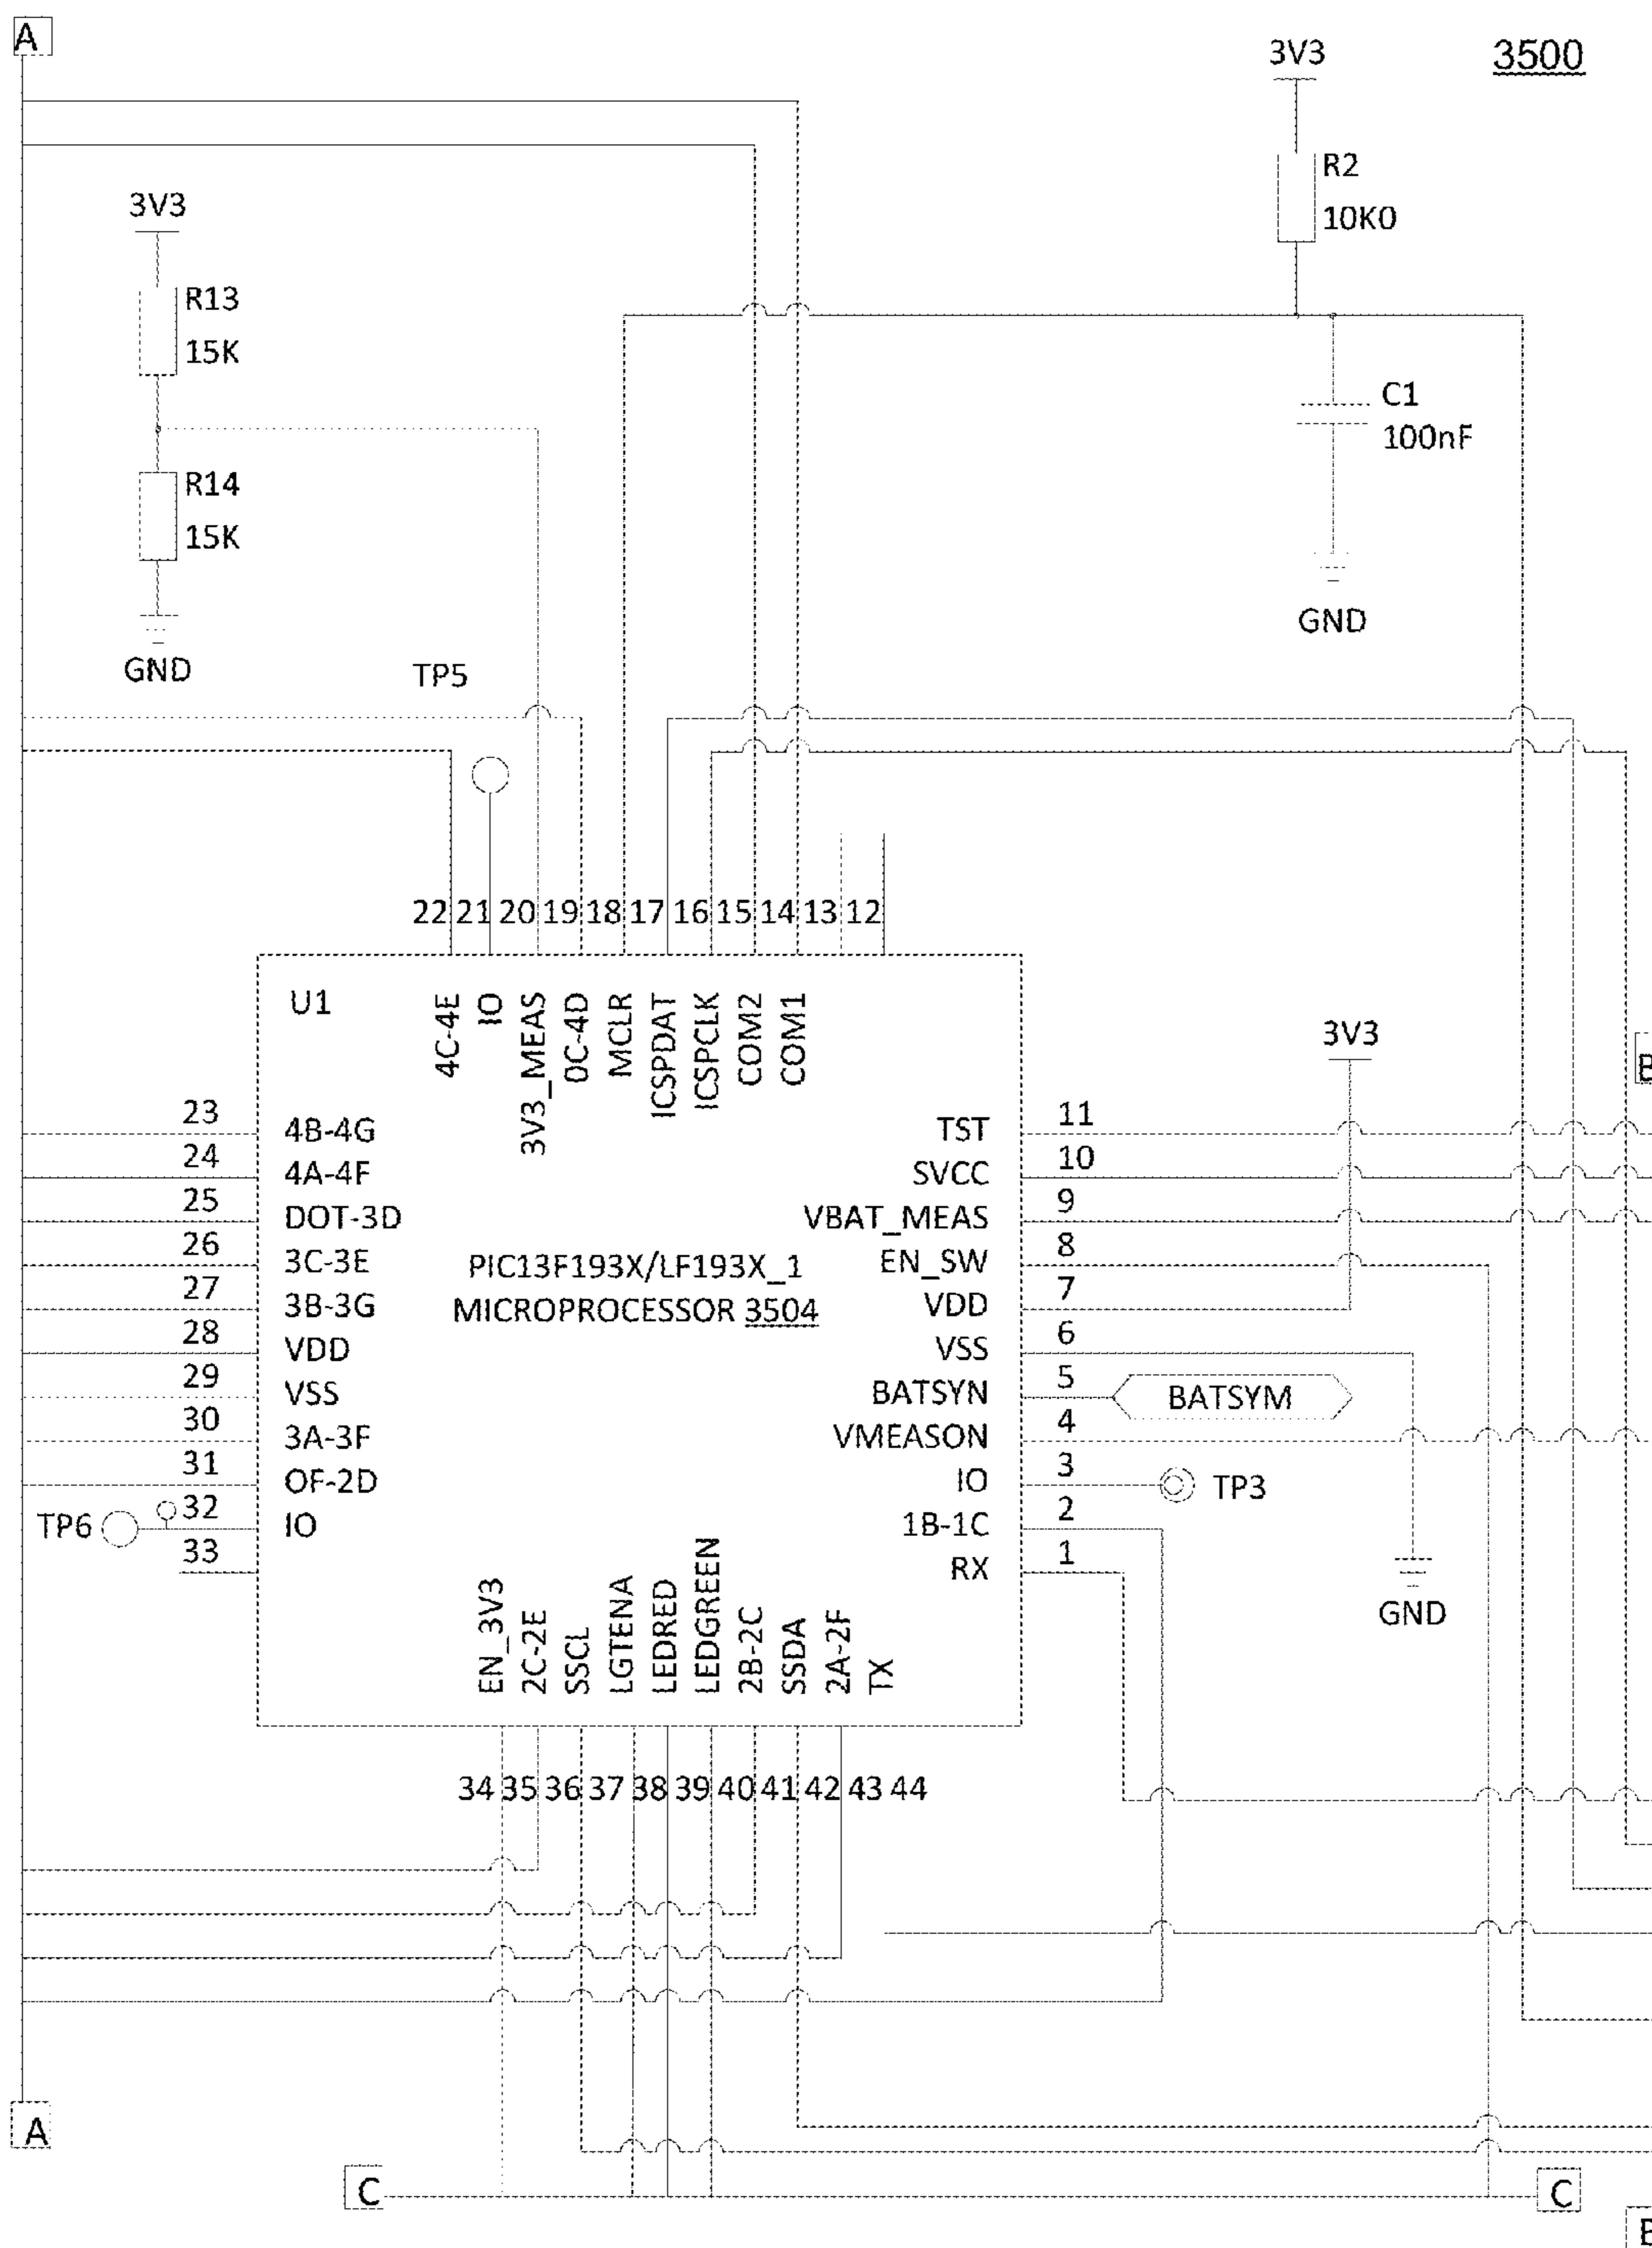 A
3V3
3500
R2
10K0
3V3
R13
15K
C1
100nF
R14
15K
GND
GND
TP5
22 21 20 19 18 17 16 15 14 13 12
U1
4C-4E
IO
3V3_MEAS
0C-4D
MCLR
ICSPDAT
ICSPCLK
COM2
COM1
3V3
B
23 4B-4G
24 4A-4F
25 DOT-3D
26 3C-3E
27 3B-3G
28 VDD
29 VSS
30 3A-3F
31 OF-2D
TP6 32 IO
33
PIC13F193X/LF193X_1
MICROPROCESSOR 3504
TST 11
SVCC 10
VBAT_MEAS 9
EN_SW 8
VDD 7
VSS 6
BATSYN 5 BATSYM
VMEASON 4
IO 3 TP3
1B-1C 2
RX 1
GND
EN_3V3
2C-2E
SSCL
LGTENA
LEDRED
LEDGREEN
2B-2C
SSDA
2A-2F
TX
34 35 36 37 38 39 40 41 42 43 44
A
C
C
B